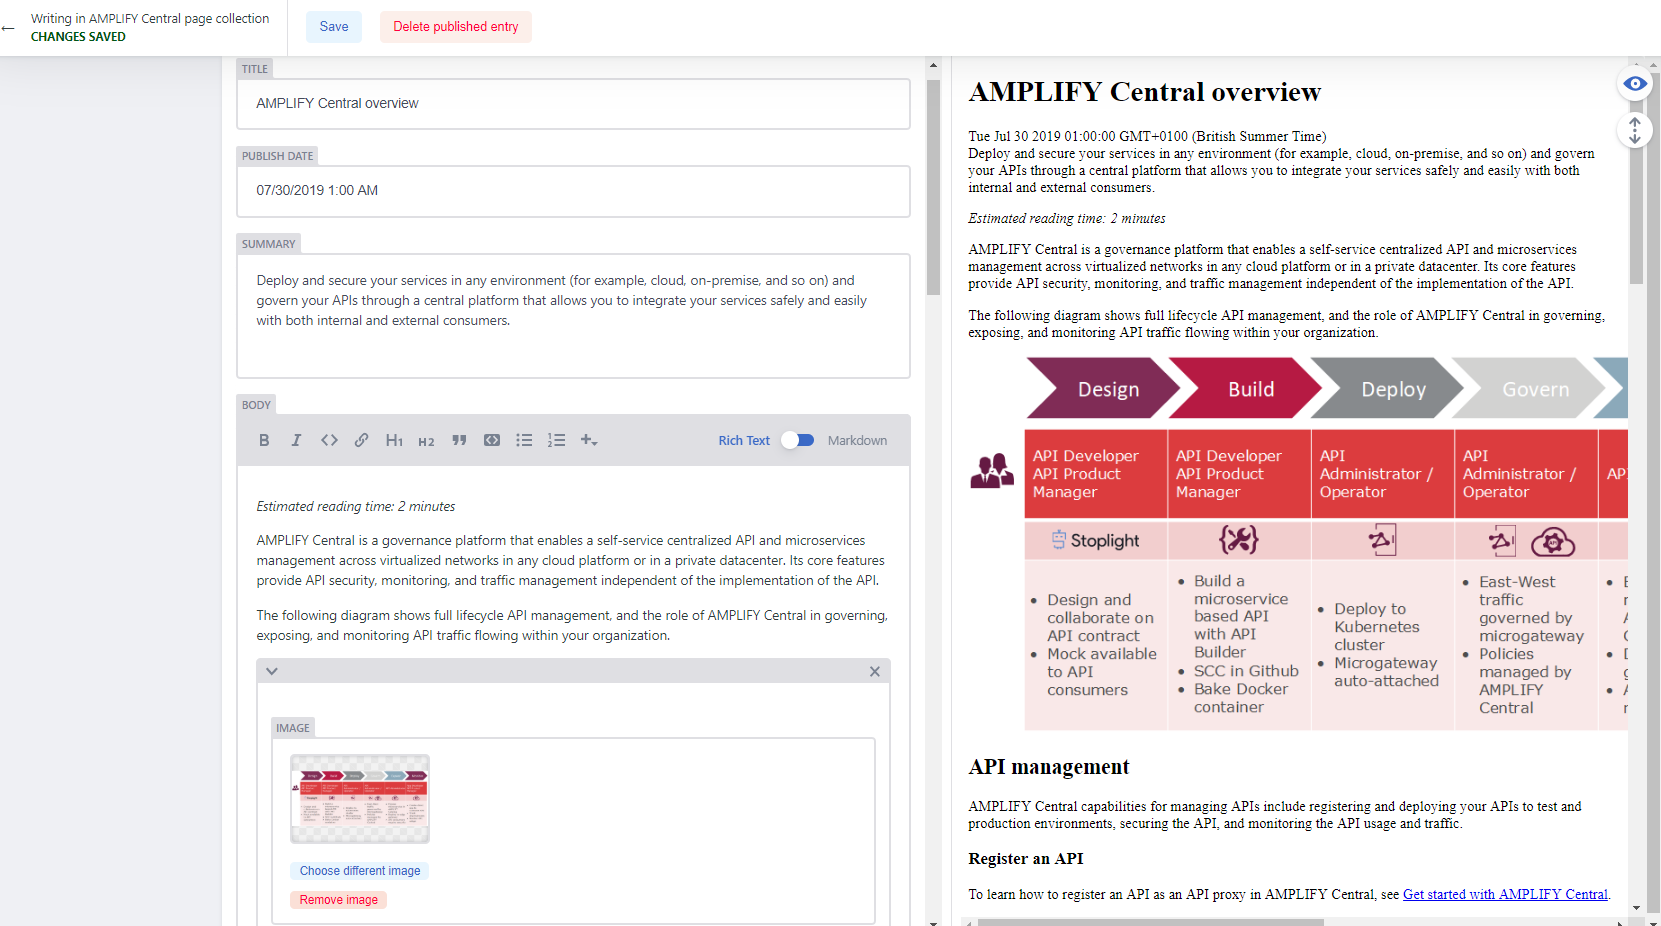 Writing in AMPLIFY Central page collection
CHANGES SAVED
Save
Delete published entry
TITLE
AMPLIFY Central overview
PUBLISH DATE
07/30/2019 1:00 AM
SUMMARY
Deploy and secure your services in any environment (for example, cloud, on-premise, and so on) and
govern your APIs through a central platform that allows you to integrate your services safely and easily
with both internal and external consumers.
BODY
B I H1 H2
Rich Text
Markdown
Estimated reading time: 2 minutes
AMPLIFY Central is a governance platform that enables a self-service centralized API and microservices
management across virtualized networks in any cloud platform or in a private datacenter. Its core features
provide API security, monitoring, and traffic management independent of the implementation of the API.
The following diagram shows full lifecycle API management, and the role of AMPLIFY Central in governing,
exposing, and monitoring API traffic flowing within your organization.
IMAGE
Choose different image
Remove image
AMPLIFY Central overview
Tue Jul 30 2019 01:00:00 GMT+0100 (British Summer Time)
Deploy and secure your services in any environment (for example, cloud, on-premise, and so on) and govern
your APIs through a central platform that allows you to integrate your services safely and easily with both
internal and external consumers.
Estimated reading time: 2 minutes
AMPLIFY Central is a governance platform that enables a self-service centralized API and microservices
management across virtualized networks in any cloud platform or in a private datacenter. Its core features
provide API security, monitoring, and traffic management independent of the implementation of the API.
The following diagram shows full lifecycle API management, and the role of AMPLIFY Central in governing,
exposing, and monitoring API traffic flowing within your organization.
Design
Build
Deploy
Govern
API Developer
API Product
Manager
API Developer
API Product
Manager
API
Administrator /
Operator
API
Administrator /
Operator
Stoplight
• Design and
collaborate on
API contract
• Mock available
to API
consumers
• Build a
microservice
based API
with API
Builder
• SCC in Github
• Bake Docker
container
• Deploy to
Kubernetes
cluster
• Microgateway
auto-attached
• East-West
traffic
governed by
microgateway
• Policies
managed by
AMPLIFY
Central
API management
AMPLIFY Central capabilities for managing APIs include registering and deploying your APIs to test and
production environments, securing the API, and monitoring the API usage and traffic.
Register an API
To learn how to register an API as an API proxy in AMPLIFY Central, see Get started with AMPLIFY Central.